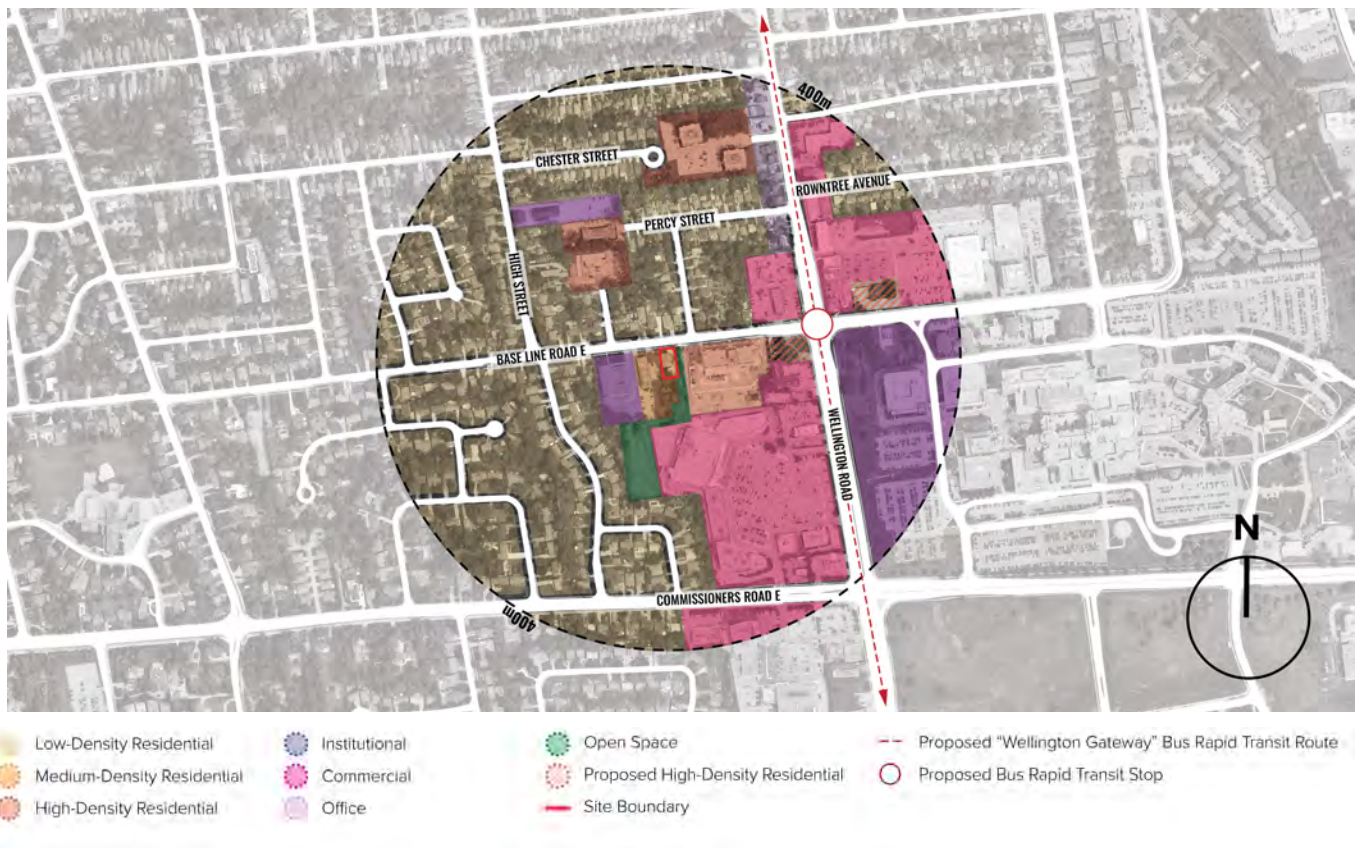 400m
CHESTER STREET
ROWNTREE AVENUE
PERCY STREET
HIGH STREET
BASE LINE ROAD E
WELLINGTON ROAD
N
COMMISSIONERS ROAD E
400m
Low-Density Residential
Medium-Density Residential
High-Density Residential
Institutional
Commercial
Office
Open Space
Proposed High-Density Residential
Site Boundary
Proposed “Wellington Gateway” Bus Rapid Transit Route
Proposed Bus Rapid Transit Stop